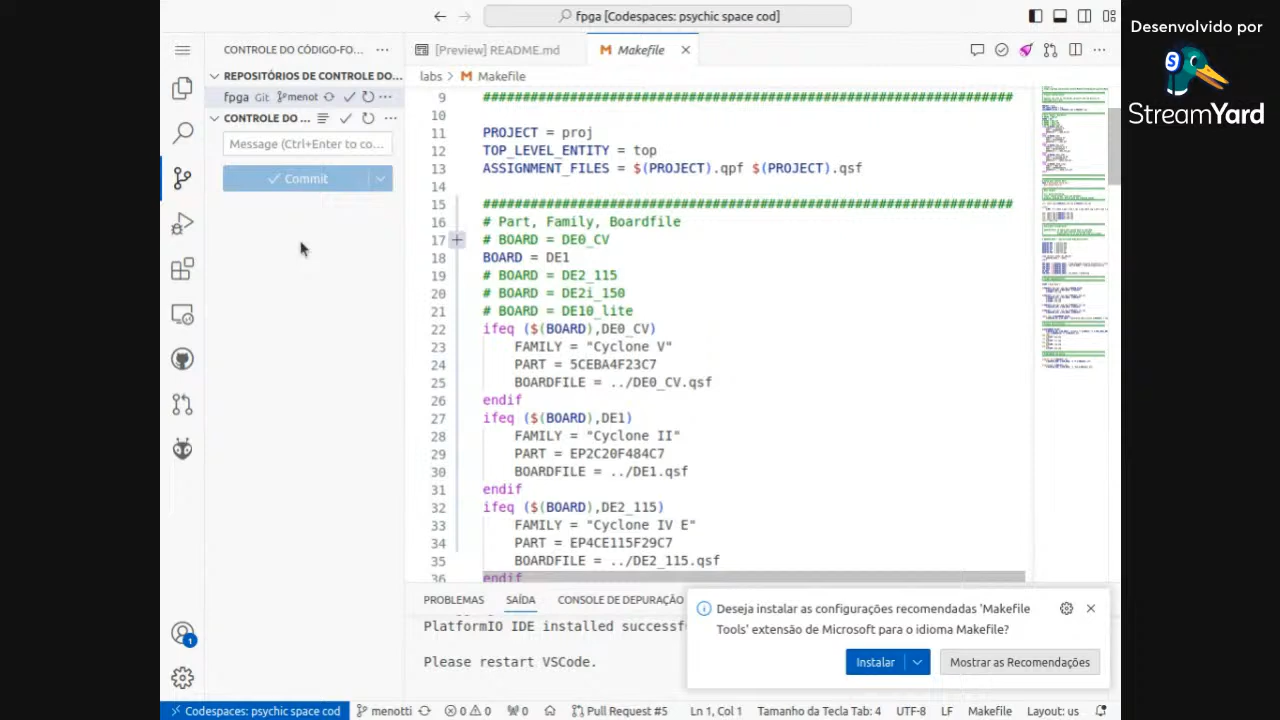 fpga [Codespaces: psychic space cod]
Desenvolvido por
StreamYard
CONTROLE DO CÓDIGO-FO...
[Preview] README.md
Makefile
REPOSITÓRIOS DE CONTROLE DO...
labs > Makefile
fpga Git menot
CONTROLE DO ...
Message (Ctrl+Enter t...
Commit
9 ####################################################################
10
11 PROJECT = proj
12 TOP_LEVEL_ENTITY = top
13 ASSIGNMENT_FILES = $(PROJECT).qpf $(PROJECT).qsf
14
15 ####################################################################
16 # Part, Family, Boardfile
17 # BOARD = DE0_CV
18 BOARD = DE1
19 # BOARD = DE2_115
20 # BOARD = DE2i_150
21 # BOARD = DE10_lite
22 ifeq ($(BOARD),DE0_CV)
23 FAMILY = "Cyclone V"
24 PART = 5CEBA4F23C7
25 BOARDFILE = ../DE0_CV.qsf
26 endif
27 ifeq ($(BOARD),DE1)
28 FAMILY = "Cyclone II"
29 PART = EP2C20F484C7
30 BOARDFILE = ../DE1.qsf
31 endif
32 ifeq ($(BOARD),DE2_115)
33 FAMILY = "Cyclone IV E"
34 PART = EP4CE115F29C7
35 BOARDFILE = ../DE2_115.qsf
36 endif
PROBLEMAS SAÍDA CONSOLE DE DEPURAÇÃO
PlatformIO IDE installed successf
Please restart VSCode.
Deseja instalar as configurações recomendadas 'Makefile
Tools' extensão de Microsoft para o idioma Makefile?
Instalar
Mostrar as Recomendações
1
Codespaces: psychic space cod menotti 0 0 0 Pull Request #5 Ln 1, Col 1 Tamanho da Tecla Tab: 4 UTF-8 LF Makefile Layout: us